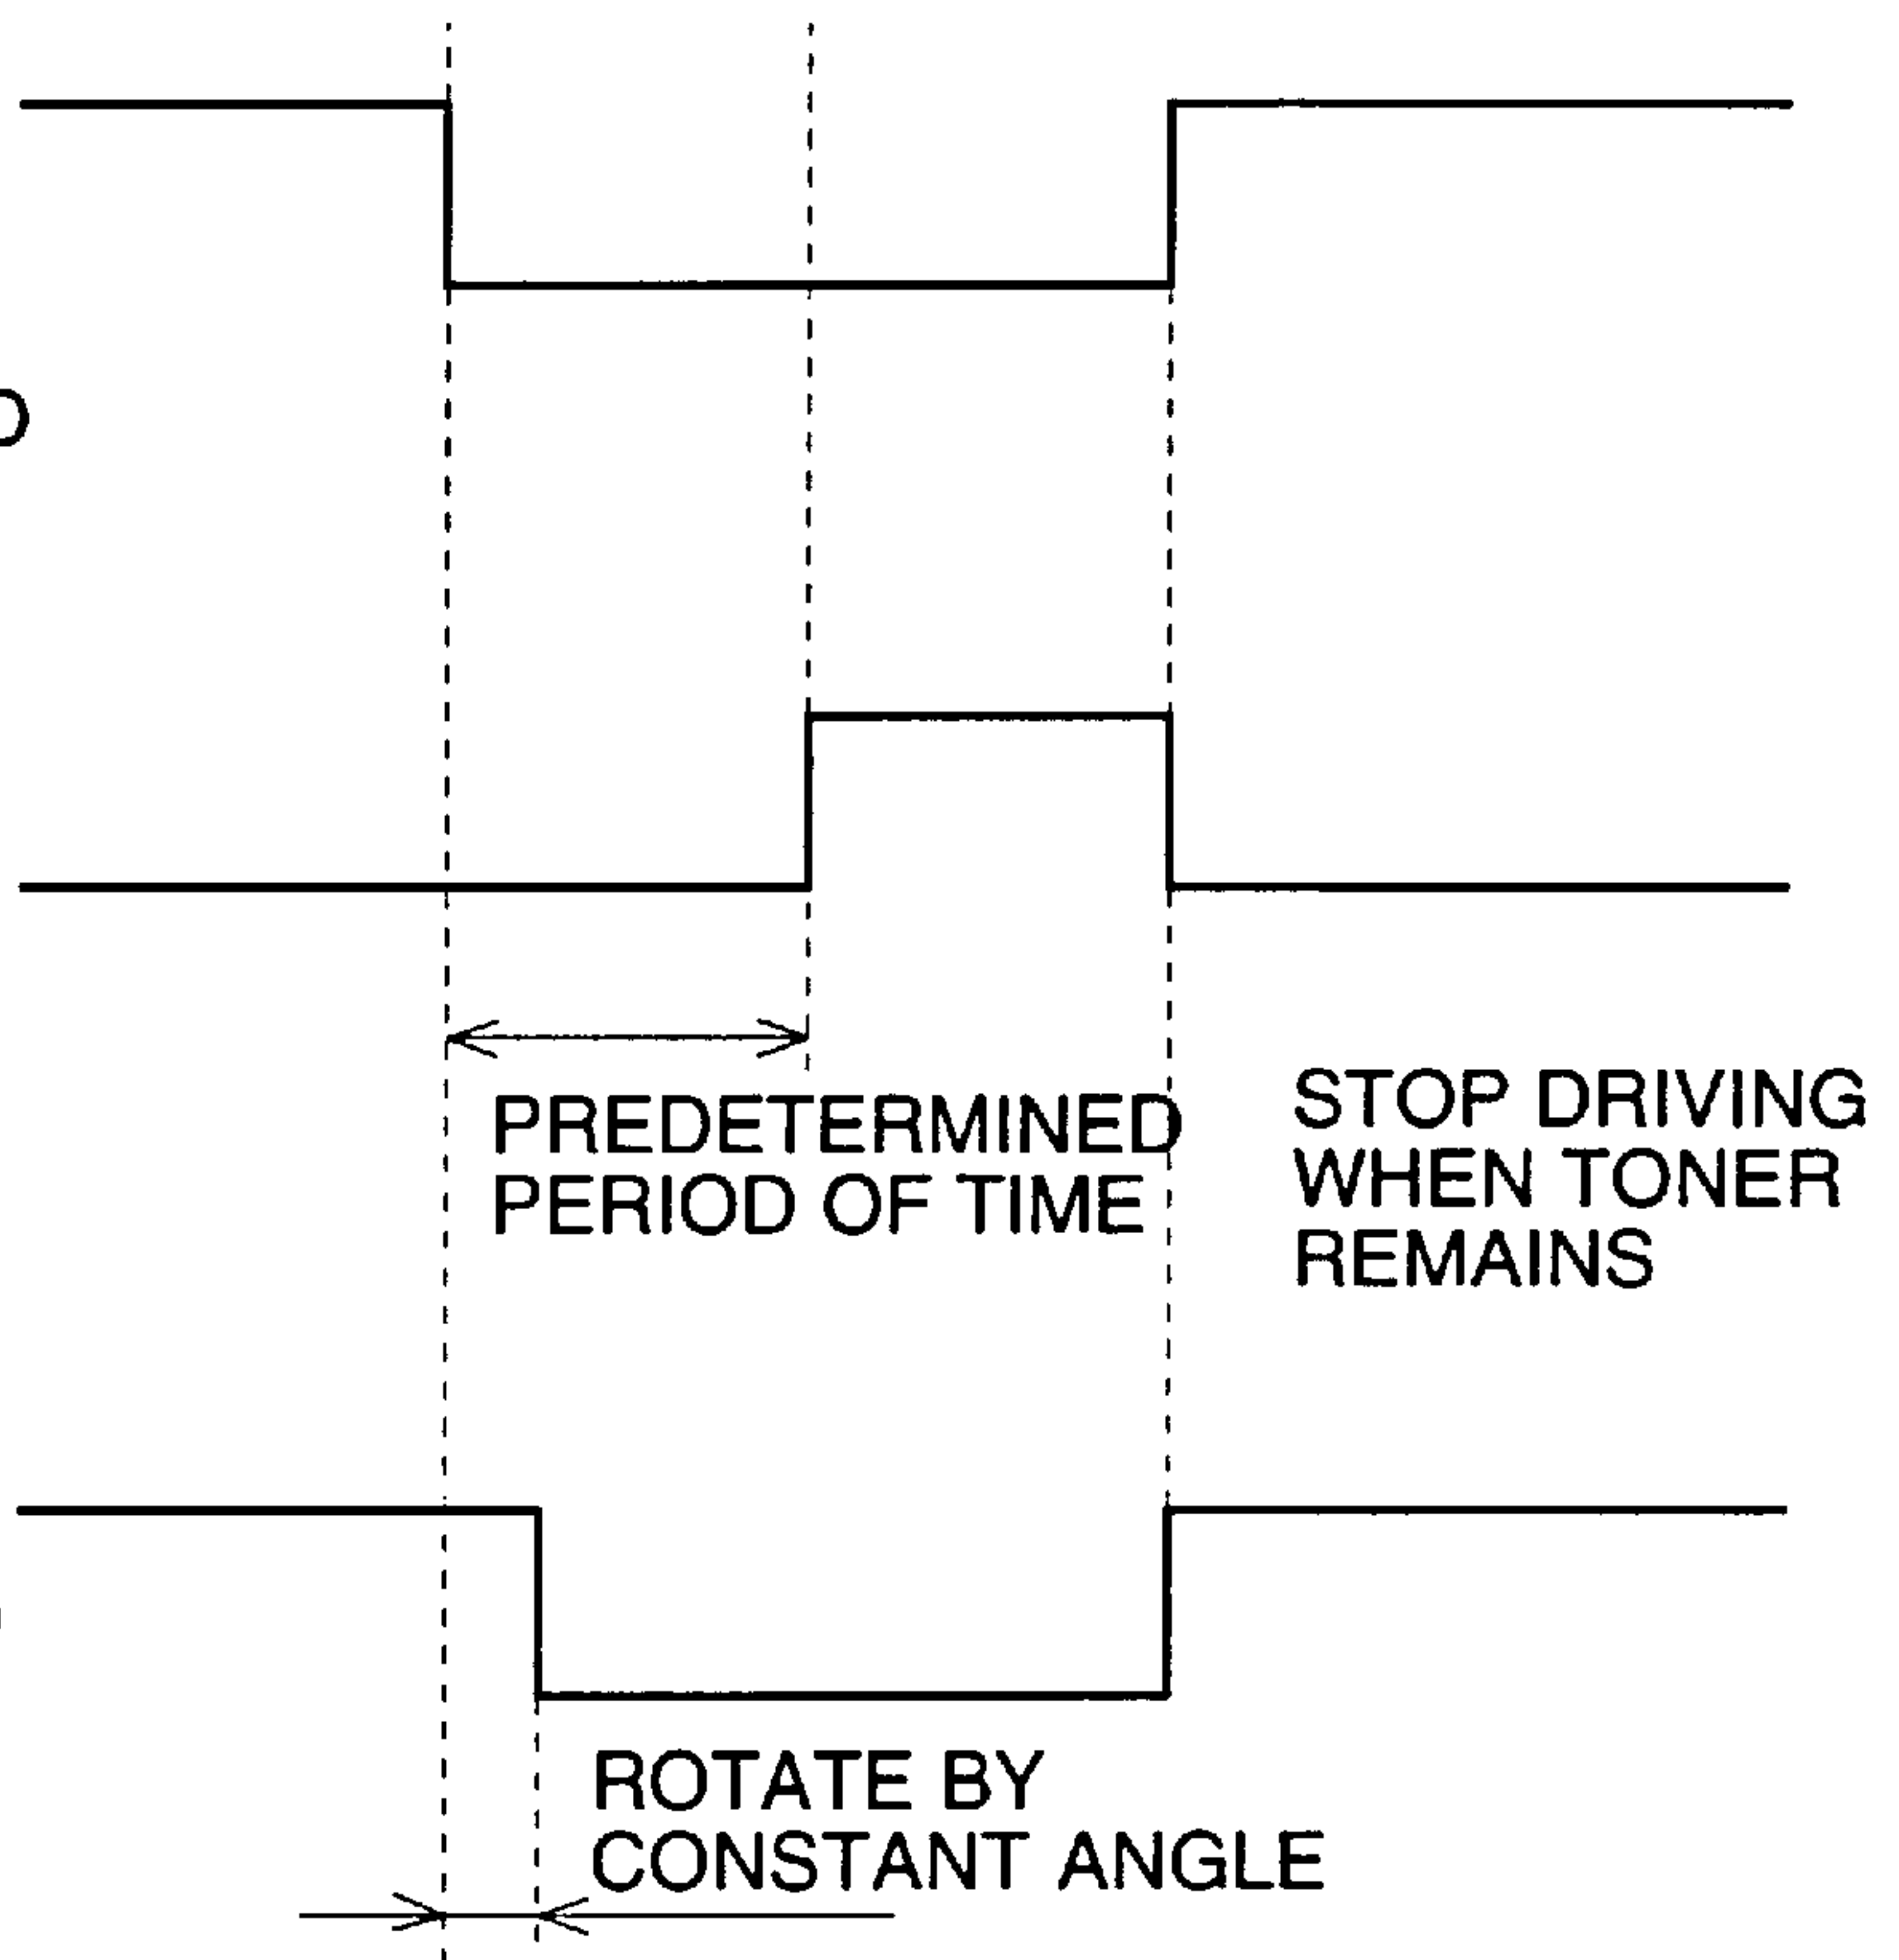 PREDETERMINED
PERIOD OF TIME
STOP DRIVING
WHEN TONER
REMAINS
ROTATE BY
CONSTANT ANGLE